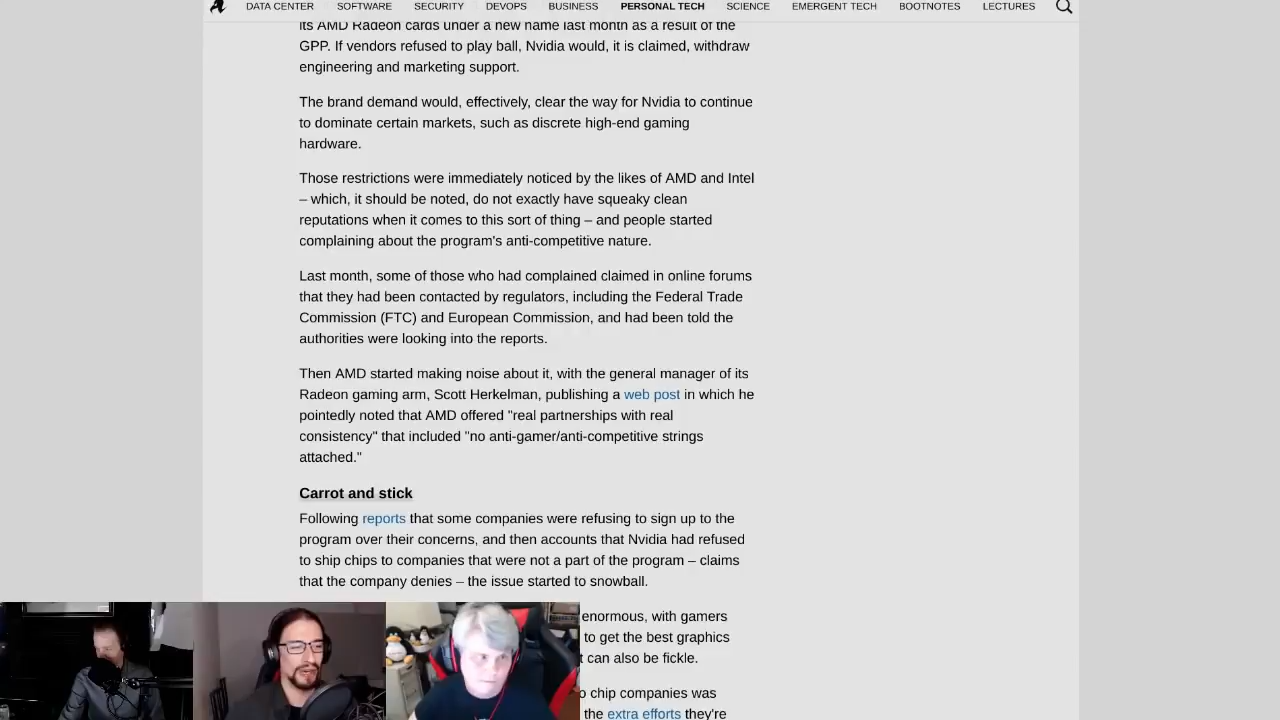 DATA CENTER SOFTWARE SECURITY DEVOPS BUSINESS PERSONAL TECH SCIENCE EMERGENT TECH BOOTNOTES LECTURES
its AMD Radeon cards under a new name last month as a result of the
GPP. If vendors refused to play ball, Nvidia would, it is claimed, withdraw
engineering and marketing support.
The brand demand would, effectively, clear the way for Nvidia to continue
to dominate certain markets, such as discrete high-end gaming
hardware.
Those restrictions were immediately noticed by the likes of AMD and Intel
– which, it should be noted, do not exactly have squeaky clean
reputations when it comes to this sort of thing – and people started
complaining about the program's anti-competitive nature.
Last month, some of those who had complained claimed in online forums
that they had been contacted by regulators, including the Federal Trade
Commission (FTC) and European Commission, and had been told the
authorities were looking into the reports.
Then AMD started making noise about it, with the general manager of its
Radeon gaming arm, Scott Herkelman, publishing a web post in which he
pointedly noted that AMD offered "real partnerships with real
consistency" that included "no anti-gamer/anti-competitive strings
attached."
Carrot and stick
Following reports that some companies were refusing to sign up to the
program over their concerns, and then accounts that Nvidia had refused
to ship chips to companies that were not a part of the program – claims
that the company denies – the issue started to snowball.
enormous, with gamers
to get the best graphics
can also be fickle.
chip companies was
the extra efforts they're